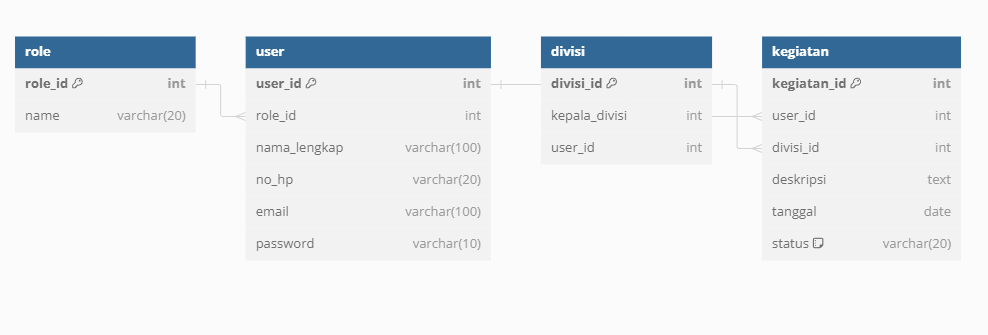 role
role_id int
name varchar(20)
user
user_id int
role_id int
nama_lengkap varchar(100)
no_hp varchar(20)
email varchar(100)
password varchar(10)
divisi
divisi_id int
kepala_divisi int
user_id int
kegiatan
kegiatan_id int
user_id int
divisi_id int
deskripsi text
tanggal date
status varchar(20)